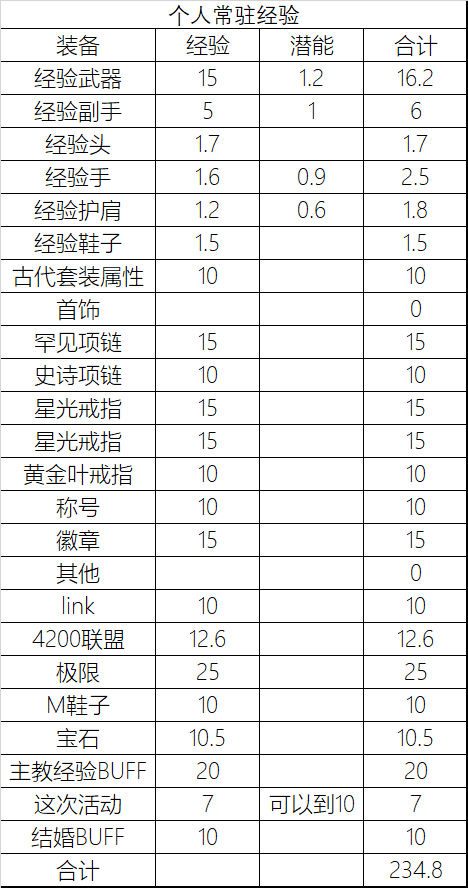 个人常驻经验
装备 经验 潜能 合计
经验武器 15 1.2 16.2
经验副手 5 1 6
经验头 1.7 1.7
经验手 1.6 0.9 2.5
经验护肩 1.2 0.6 1.8
经验鞋子 1.5 1.5
古代套装属性 10 10
首饰 0
罕见项链 15 15
史诗项链 10 10
星光戒指 15 15
星光戒指 15 15
黄金叶戒指 10 10
称号 10 10
徽章 15 15
其他 0
link 10 10
4200联盟 12.6 12.6
极限 25 25
M鞋子 10 10
宝石 10.5 10.5
主教经验BUFF 20 20
这次活动 7 可以到10 7
结婚BUFF 10 10
合计 234.8